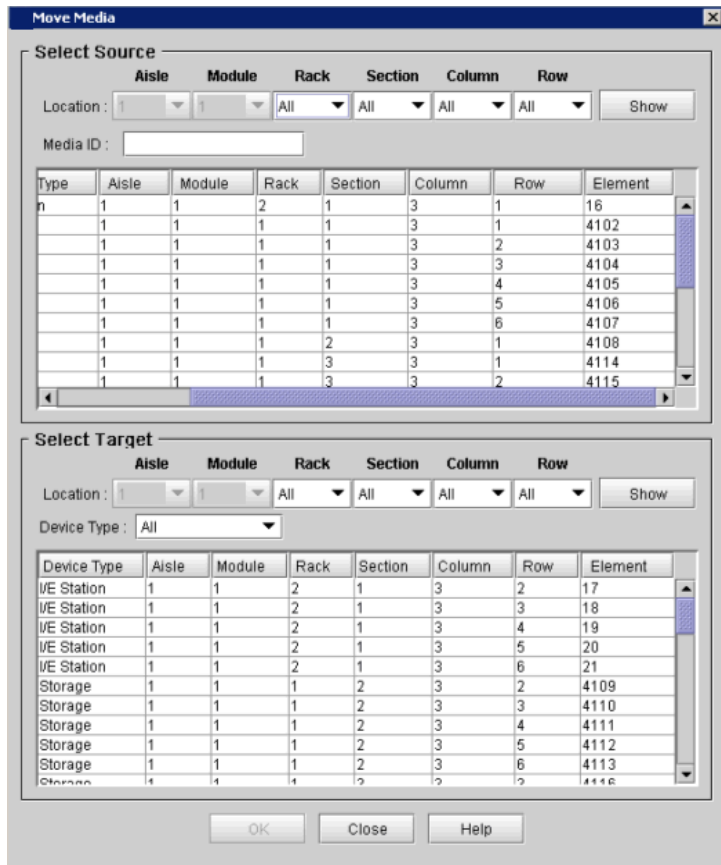 Move Media
Select Source
Aisle Module Rack Section Column Row
Location : 1 1 All All All All Show
Media ID :
Type Aisle Module Rack Section Column Row Element
n 1 1 2 1 3 1 16
1 1 1 1 3 1 4102
1 1 1 1 3 2 4103
1 1 1 1 3 3 4104
1 1 1 1 3 4 4105
1 1 1 1 3 5 4106
1 1 1 1 3 6 4107
1 1 1 2 3 1 4108
1 1 1 3 3 1 4114
1 1 1 3 3 2 4115
Select Target
Aisle Module Rack Section Column Row
Location : 1 1 All All All All Show
Device Type : All
Device Type Aisle Module Rack Section Column Row Element
I/E Station 1 1 2 1 3 2 17
I/E Station 1 1 2 1 3 3 18
I/E Station 1 1 2 1 3 4 19
I/E Station 1 1 2 1 3 5 20
I/E Station 1 1 2 1 3 6 21
Storage 1 1 1 2 3 2 4109
Storage 1 1 1 2 3 3 4110
Storage 1 1 1 2 3 4 4111
Storage 1 1 1 2 3 5 4112
Storage 1 1 1 2 3 6 4113
Storage 1 1 1
OK Close Help